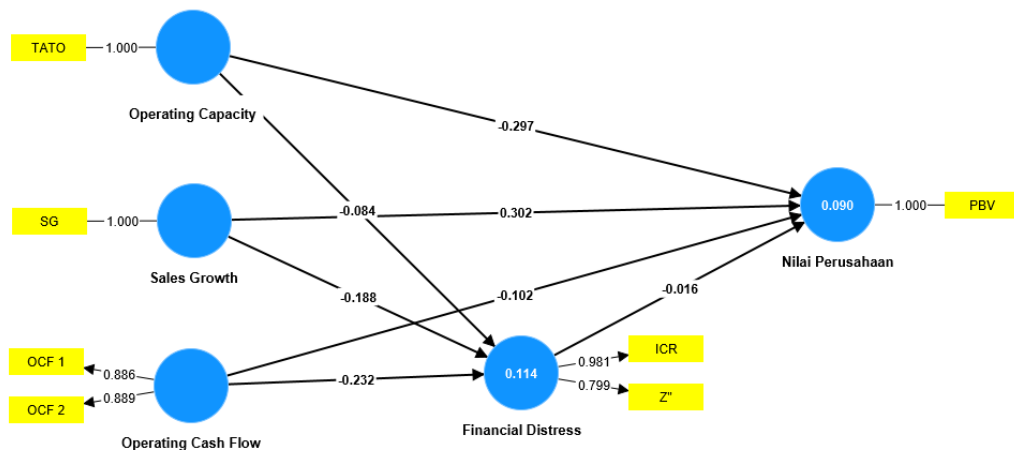 TATO
1.000
Operating Capacity
-0.297
SG
1.000
Sales Growth
-0.084
0.302
0.090
1.000
PBV
Nilai Perusahaan
-0.188
-0.102
-0.016
OCF 1
0.886
OCF 2
0.889
Operating Cash Flow
-0.232
0.114
Financial Distress
0.981
ICR
0.799
Z"